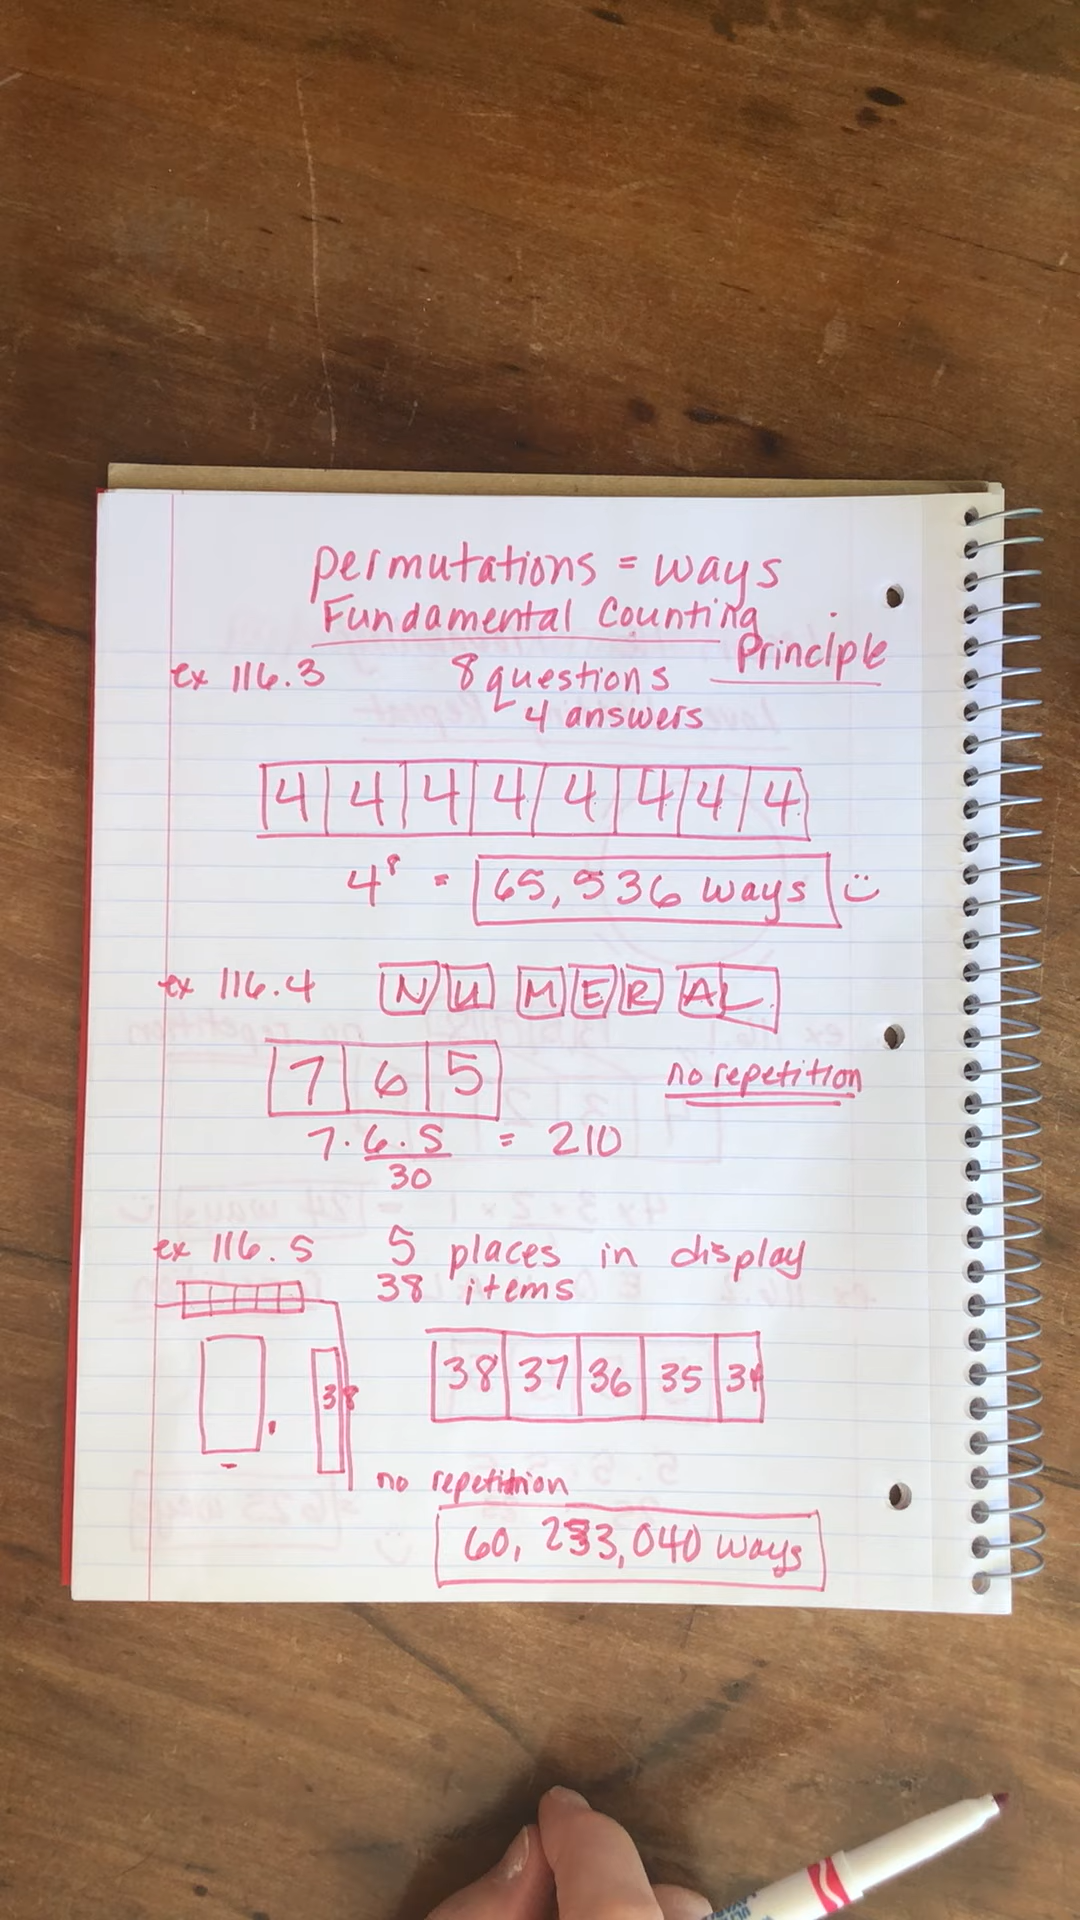 permutations = ways
Fundamental Counting
Principle
ex 116.3 8 questions
4 answers
4 4 4 4 4 4 4 4
4⁸ = 65,536 ways
ex 116.4 N U M E R A L
7 6 5 no repetition
7·6·5 = 210
30
ex 116.5 5 places in display
38 items
38 37 36 35 34
38
no repetition
60,233,040 ways